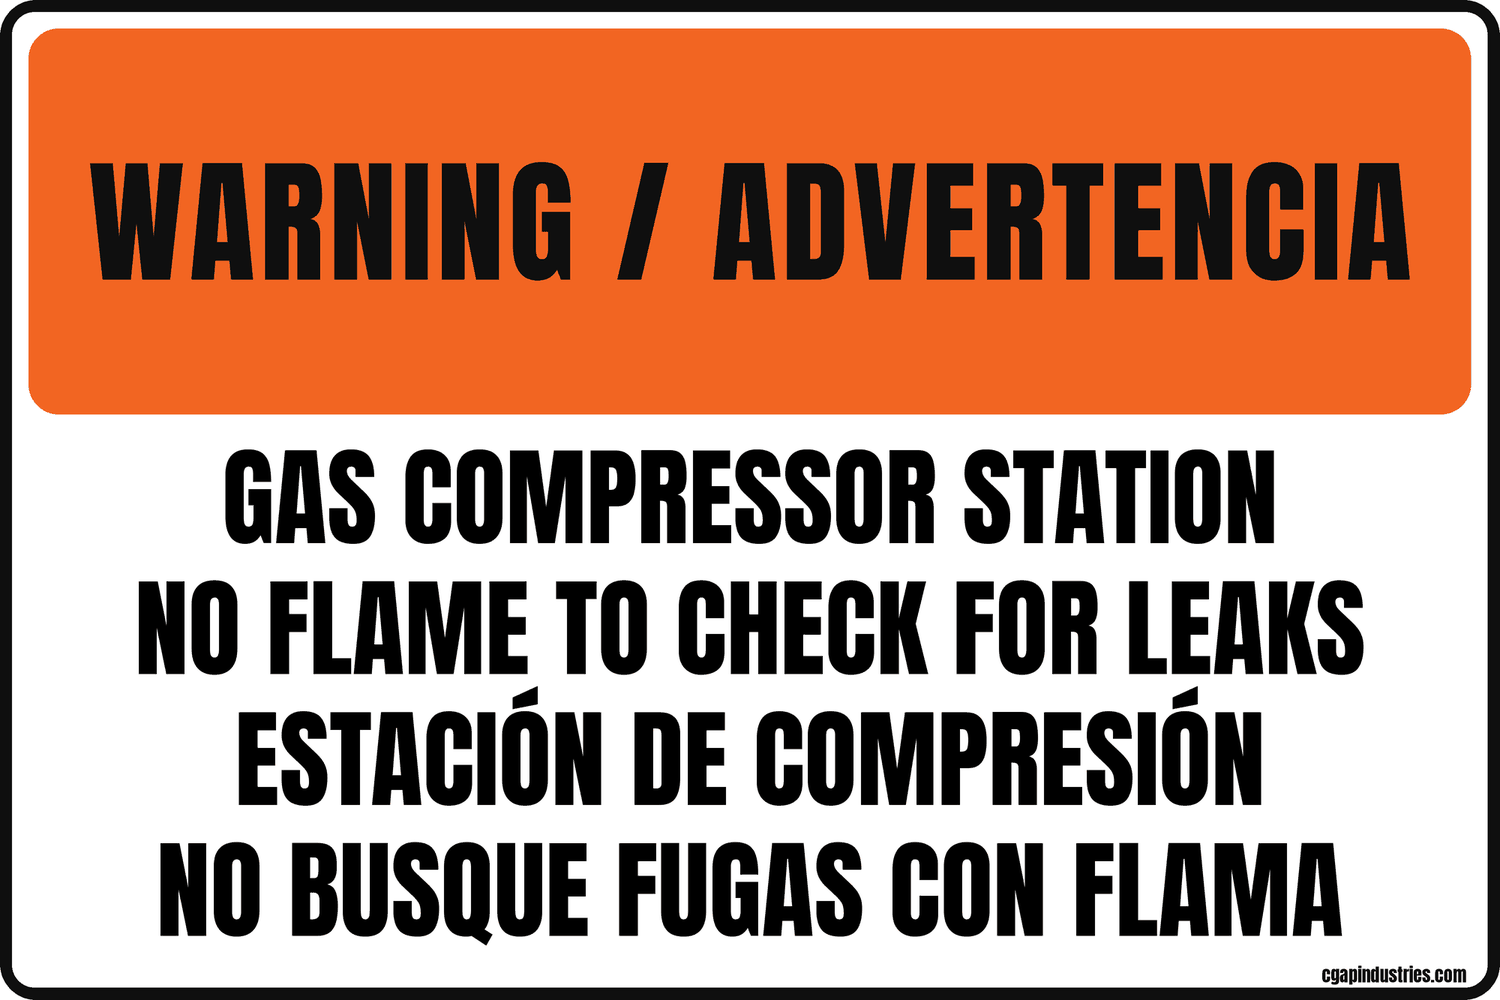 WARNING / ADVERTENCIA
GAS COMPRESSOR STATION
NO FLAME TO CHECK FOR LEAKS
ESTACIÓN DE COMPRESIÓN
NO BUSQUE FUGAS CON FLAMA
cgapindustries.com